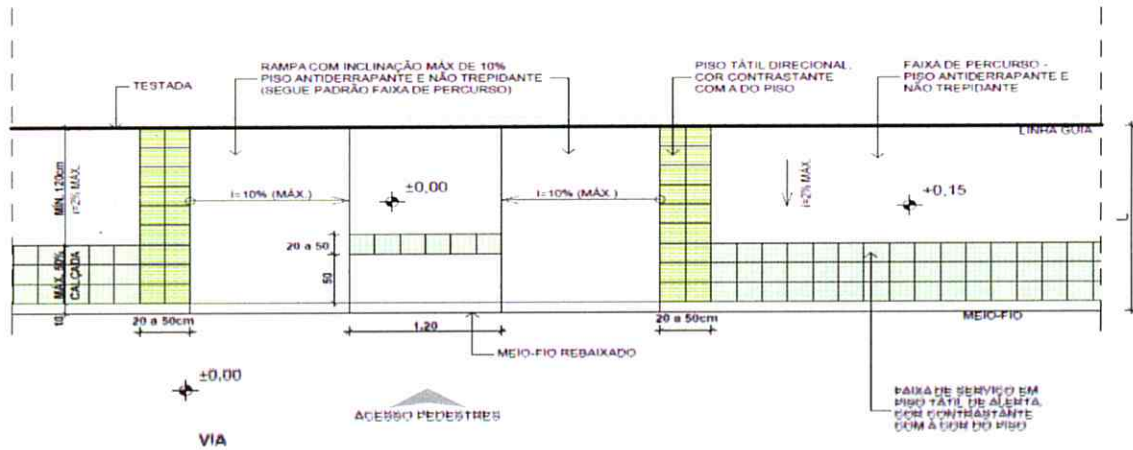 RAMPA COM INCLINAÇÃO MÁX DE 10%
PISO ANTIDERRAPANTE E NÃO TREPIDANTE
(SEGUE PADRÃO FAIXA DE PERCURSO)
PISO TÁTIL DIRECIONAL,
COR CONTRASTANTE
COM A DO PISO
FAIXA DE PERCURSO -
PISO ANTIDERRAPANTE E
NÃO TREPIDANTE
TESTADA
LINHA GUIA
MÍN. 120cm
i=2% MÁX.
i=10% (MÁX.)
±0,00
i=10% (MÁX.)
i=2% MÁX.
+0,15
L
20 a 50
50
MÁX. 50%
CALÇADA
10
20 a 50cm
1,20
20 a 50cm
MEIO-FIO
MEIO-FIO REBAIXADO
±0,00
ACESSO PEDESTRES
FAIXA DE SERVIÇO EM
PISO TÁTIL DE ALERTA,
COR CONTRASTANTE
COM A COR DO PISO
VIA